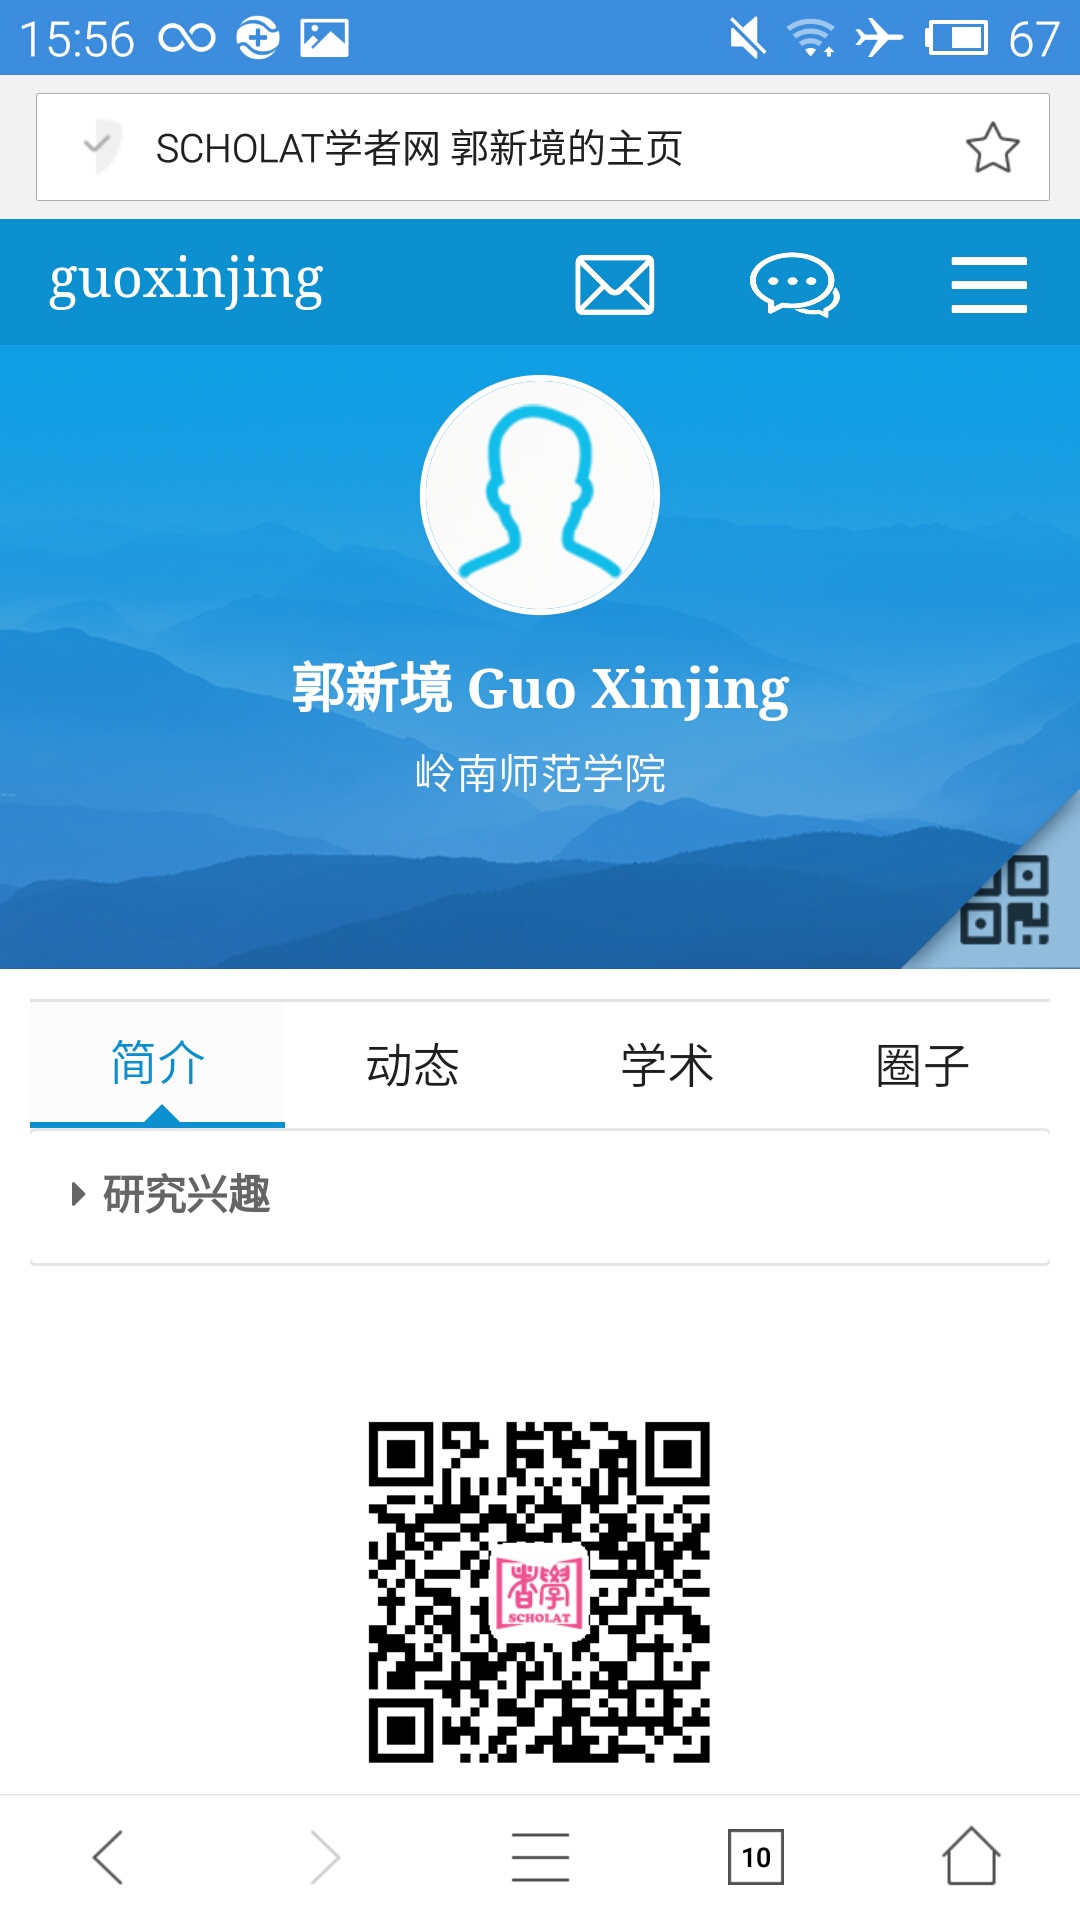 15:56
67
SCHOLAT学者网 郭新境的主页
guoxinjing
郭新境 Guo Xinjing
岭南师范学院
简介 动态 学术 圈子
研究兴趣
者學
SCHOLAT
10